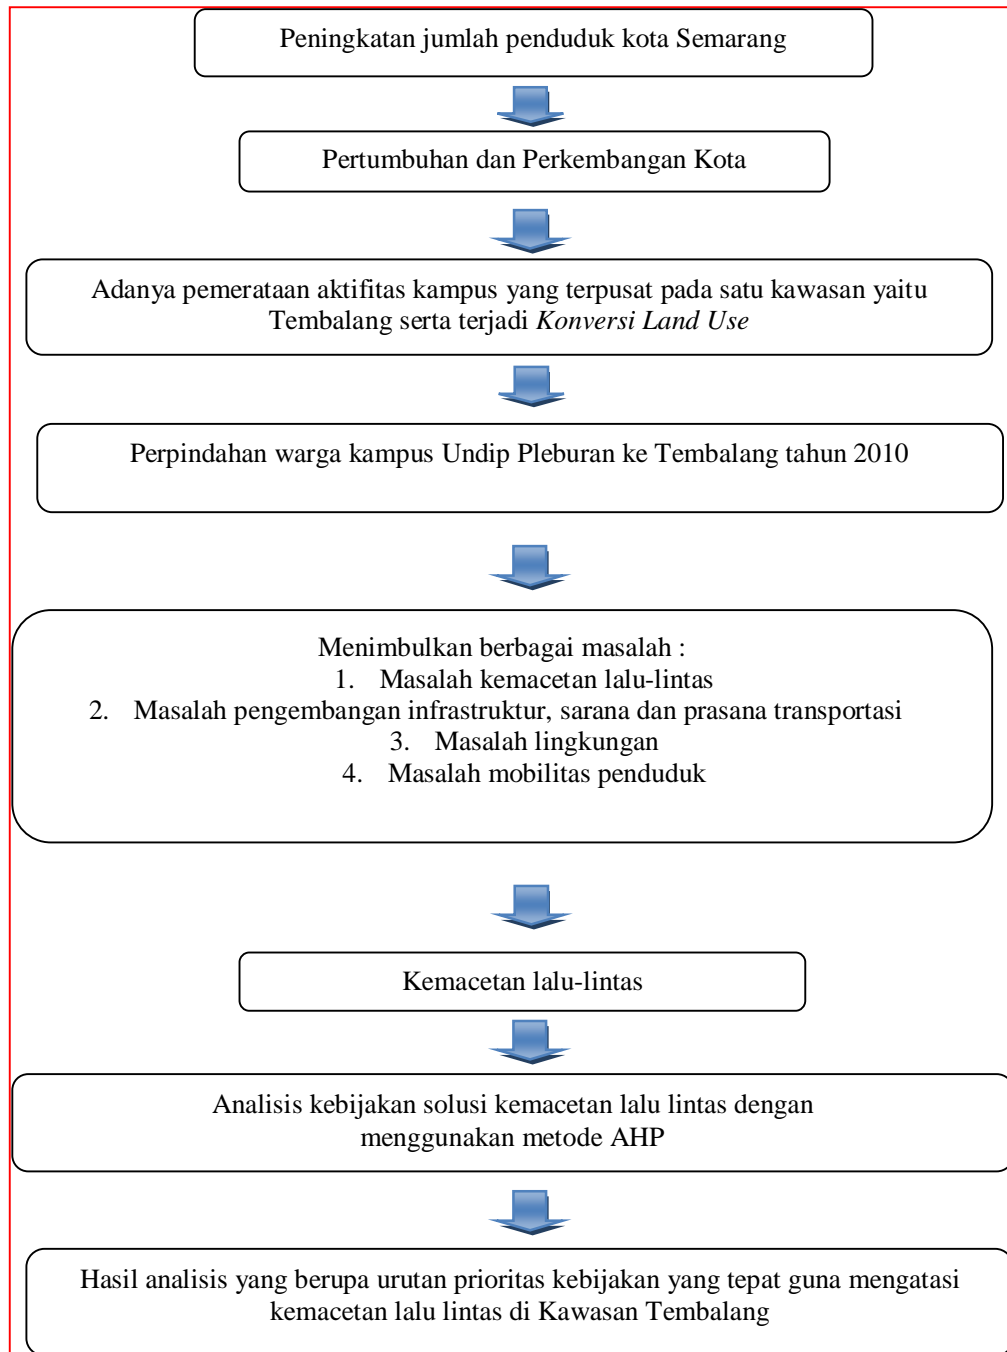 Peningkatan jumlah penduduk kota Semarang
Pertumbuhan dan Perkembangan Kota
Adanya pemerataan aktifitas kampus yang terpusat pada satu kawasan yaitu
Tembalang serta terjadi Konversi Land Use
Perpindahan warga kampus Undip Pleburan ke Tembalang tahun 2010
Menimbulkan berbagai masalah :
1. Masalah kemacetan lalu-lintas
2. Masalah pengembangan infrastruktur, sarana dan prasana transportasi
3. Masalah lingkungan
4. Masalah mobilitas penduduk
Kemacetan lalu-lintas
Analisis kebijakan solusi kemacetan lalu lintas dengan
menggunakan metode AHP
Hasil analisis yang berupa urutan prioritas kebijakan yang tepat guna mengatasi
kemacetan lalu lintas di Kawasan Tembalang